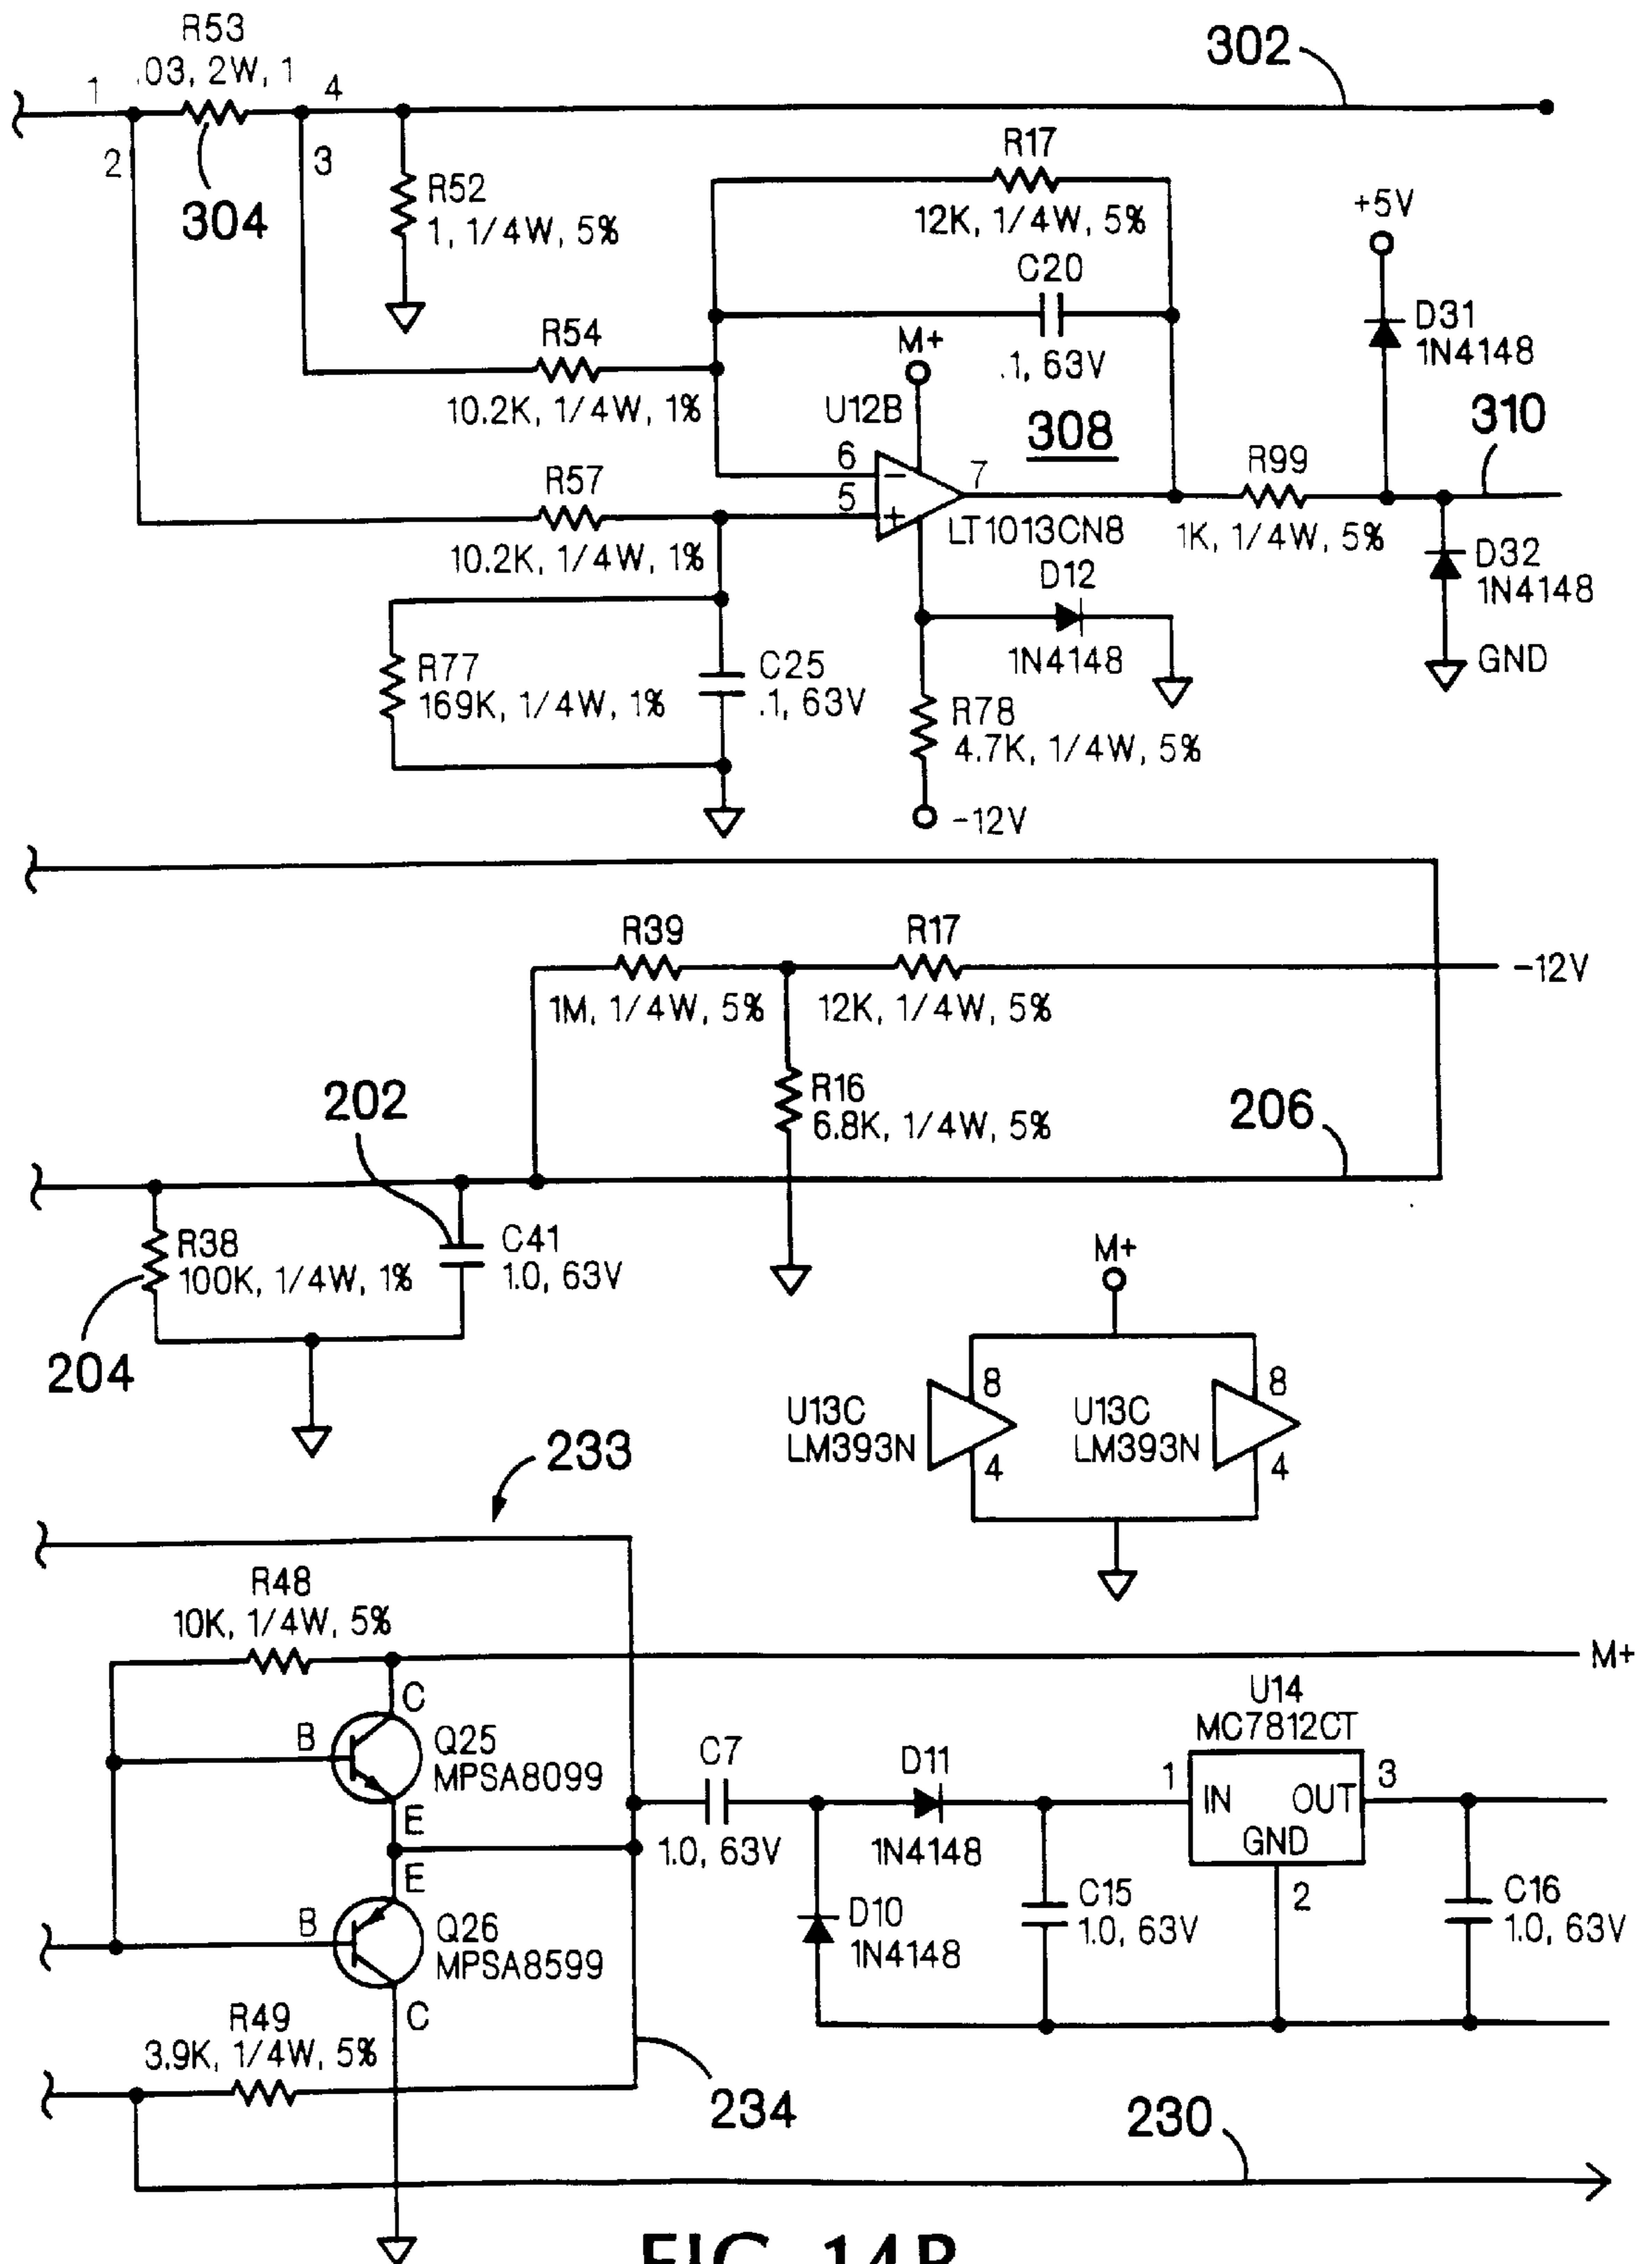 R53
.03, 2W, 1
302
1
4
2
3
304
R52
1, 1/4W, 5%
R17
12K, 1/4W, 5%
C20
.1, 63V
+5V
D31
1N4148
R54
10.2K, 1/4W, 1%
M+
U12B
308
310
6
-
5
+
7
LT1013CN8
R99
1K, 1/4W, 5%
R57
10.2K, 1/4W, 1%
D32
1N4148
GND
D12
1N4148
R77
169K, 1/4W, 1%
C25
.1, 63V
R78
4.7K, 1/4W, 5%
-12V
R39
1M, 1/4W, 5%
R17
12K, 1/4W, 5%
-12V
R16
6.8K, 1/4W, 5%
202
206
R38
100K, 1/4W, 1%
C41
1.0, 63V
204
M+
U13C
LM393N
8
4
U13C
LM393N
8
4
233
R48
10K, 1/4W, 5%
M+
C
B
Q25
MPSA8099
E
E
B
Q26
MPSA8599
C
C7
1.0, 63V
D11
1N4148
D10
1N4148
C15
1.0, 63V
U14
MC7812CT
1
IN
OUT
3
GND
2
C16
1.0, 63V
R49
3.9K, 1/4W, 5%
234
230
FIG. 14B